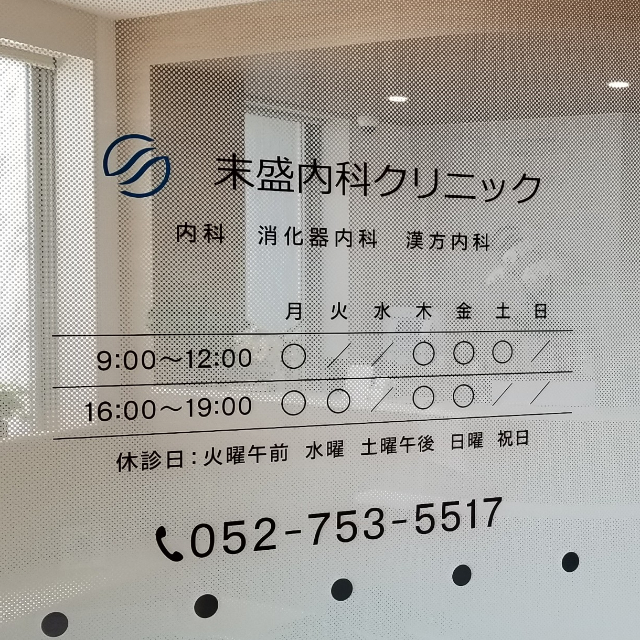 末盛内科クリニック
内科 消化器内科 漢方内科
月 火 水 木 金 土 日
9:00〜12:00 ○ ／ ／ ○ ○ ○ ／
16:00〜19:00 ○ ○ ／ ○ ○ ／ ／
休診日：火曜午前 水曜 土曜午後 日曜 祝日
052-753-5517